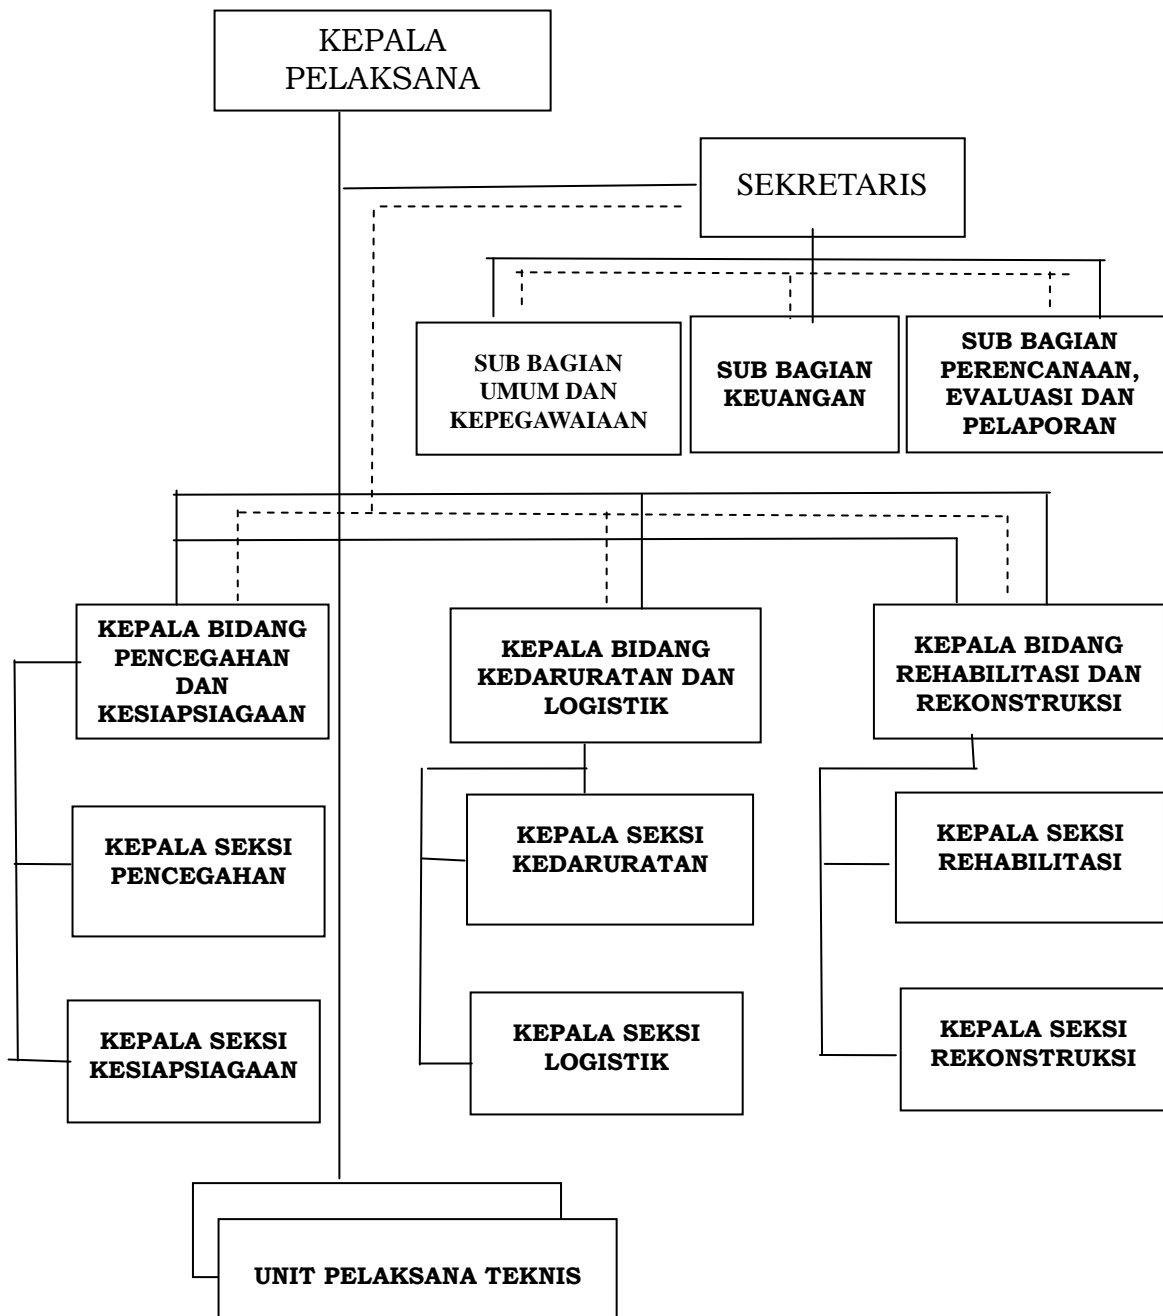 KEPALA
PELAKSANA
SEKRETARIS
SUB BAGIAN
UMUM DAN
KEPEGAWAIAAN
SUB BAGIAN
KEUANGAN
SUB BAGIAN
PERENCANAAN,
EVALUASI DAN
PELAPORAN
KEPALA BIDANG
PENCEGAHAN
DAN
KESIAPSIAGAAN
KEPALA BIDANG
KEDARURATAN DAN
LOGISTIK
KEPALA BIDANG
REHABILITASI DAN
REKONSTRUKSI
KEPALA SEKSI
PENCEGAHAN
KEPALA SEKSI
KEDARURATAN
KEPALA SEKSI
REHABILITASI
KEPALA SEKSI
KESIAPSIAGAAN
KEPALA SEKSI
LOGISTIK
KEPALA SEKSI
REKONSTRUKSI
UNIT PELAKSANA TEKNIS